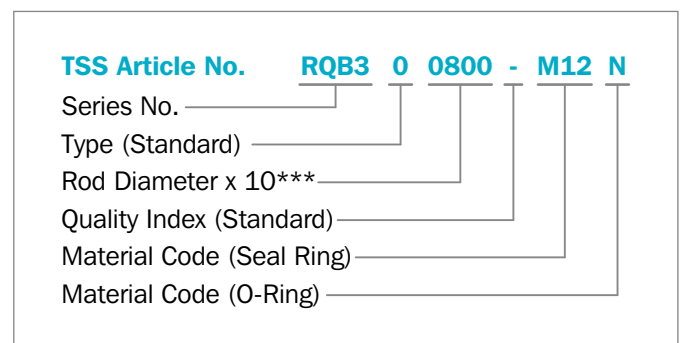 TSS Article No. RQB3 0 0800 - M12 N
Series No.
Type (Standard)
Rod Diameter x 10***
Quality Index (Standard)
Material Code (Seal Ring)
Material Code (O-Ring)